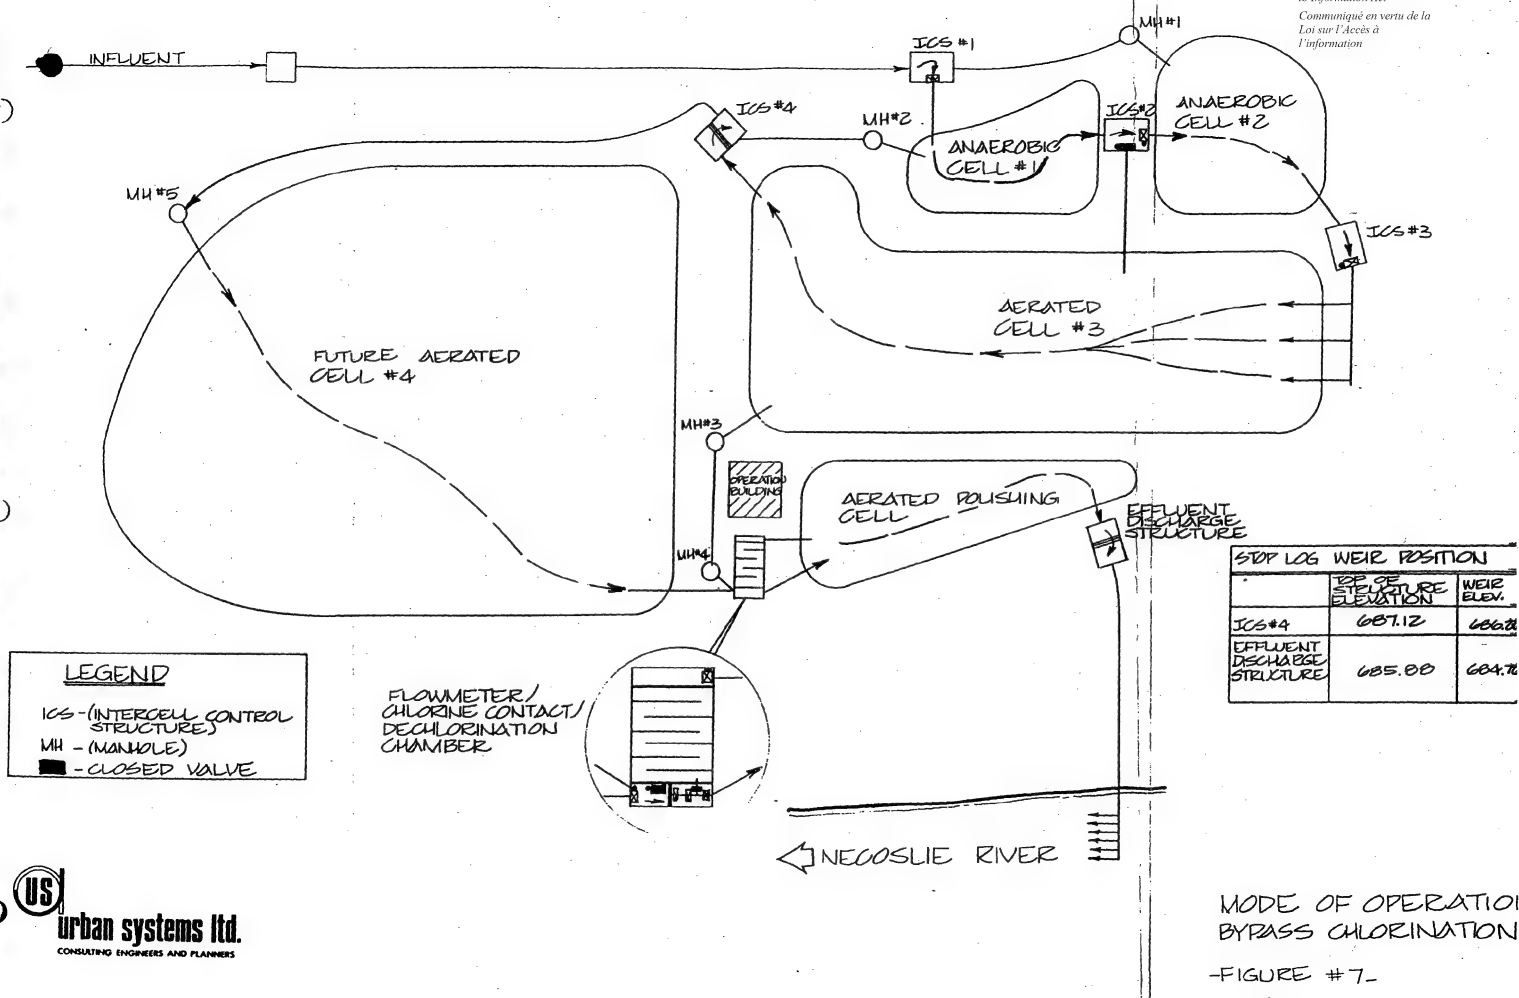 Communiqué en vertu de la
Loi sur l'Accès à
l'information
INFLUENT
ICS #1
MH#1
ICS #4
MH#2
ANAEROBIC
CELL #1
ICS#2
ANAEROBIC
CELL #2
MH#5
ICS#3
AERATED
CELL #3
FUTURE AERATED
CELL #4
MH#3
OPERATION
BUILDING
AERATED POLISHING
CELL
EFFLUENT
DISCHARGE
STRUCTURE
MH#4
STOP LOG WEIR POSITION
TOP OF
STRUCTURE
ELEVATION
WEIR
ELEV.
ICS#4
687.12
EFFLUENT
DISCHARGE
STRUCTURE
685.88
684.
LEGEND
ICS -(INTERCELL CONTROL
STRUCTURE)
MH - (MANHOLE)
- CLOSED VALVE
FLOWMETER/
CHLORINE CONTACT/
DECHLORINATION
CHAMBER
NECOSLIE RIVER
US
urban systems ltd.
CONSULTING ENGINEERS AND PLANNERS
MODE OF OPERATIO
BYPASS CHLORINATION
-FIGURE #7-